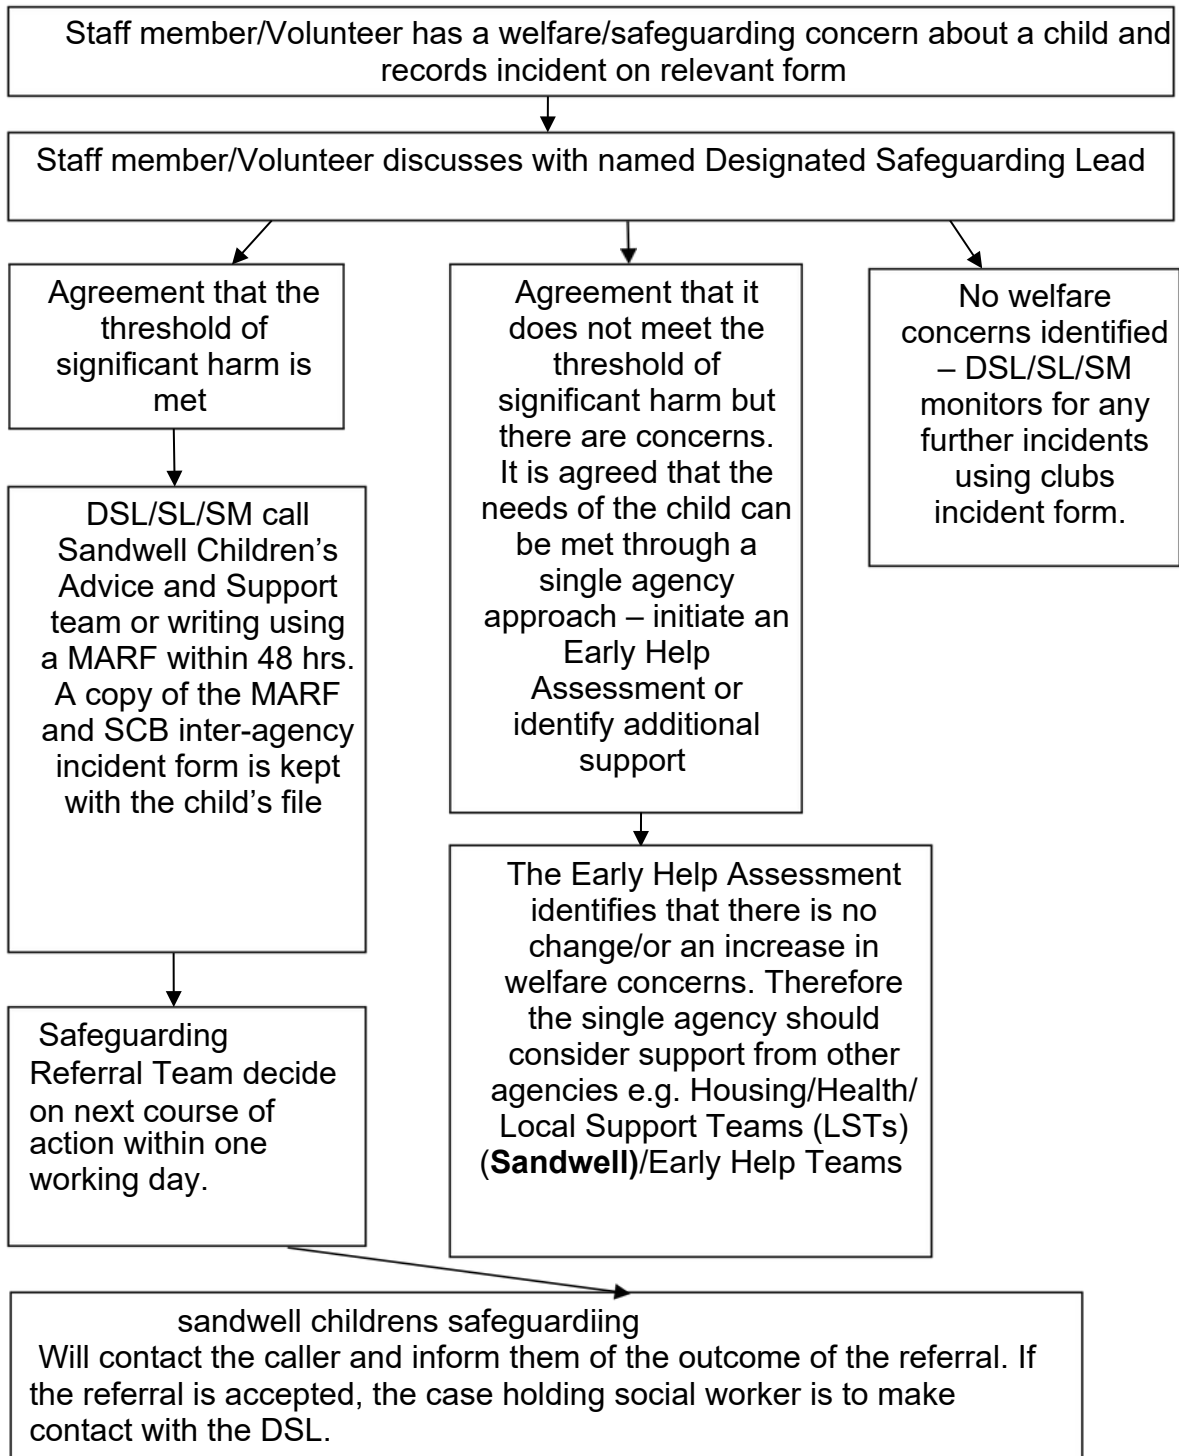 Staff member/Volunteer has a welfare/safeguarding concern about a child and
records incident on relevant form
Staff member/Volunteer discusses with named Designated Safeguarding Lead
Agreement that the
threshold of
significant harm is
met
DSL/SL/SM call
Sandwell Children’s
Advice and Support
team or writing using
a MARF within 48 hrs.
A copy of the MARF
and SCB inter-agency
incident form is kept
with the child’s file
Safeguarding
Referral Team decide
on next course of
action within one
working day.
Agreement that it
does not meet the
threshold of
significant harm but
there are concerns.
It is agreed that the
needs of the child can
be met through a
single agency
approach – initiate an
Early Help
Assessment or
identify additional
support
The Early Help Assessment
identifies that there is no
change/or an increase in
welfare concerns. Therefore
the single agency should
consider support from other
agencies e.g. Housing/Health/
Local Support Teams (LSTs)
(Sandwell)/Early Help Teams
No welfare
concerns identified
– DSL/SL/SM
monitors for any
further incidents
using clubs
incident form.
sandwell childrens safeguardiing
Will contact the caller and inform them of the outcome of the referral. If
the referral is accepted, the case holding social worker is to make
contact with the DSL.